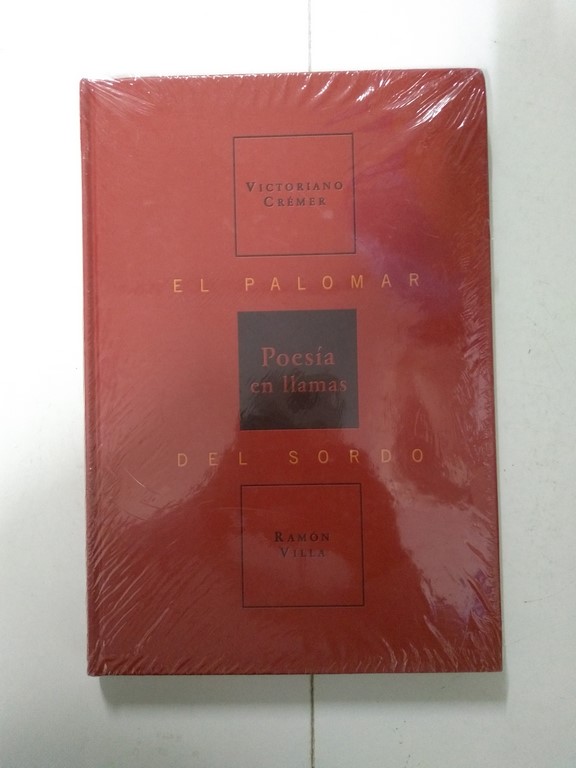 VICTORIANO
CRÉMER
EL PALOMAR
Poesía
en llamas
DEL SORDO
RAMÓN
VILLA